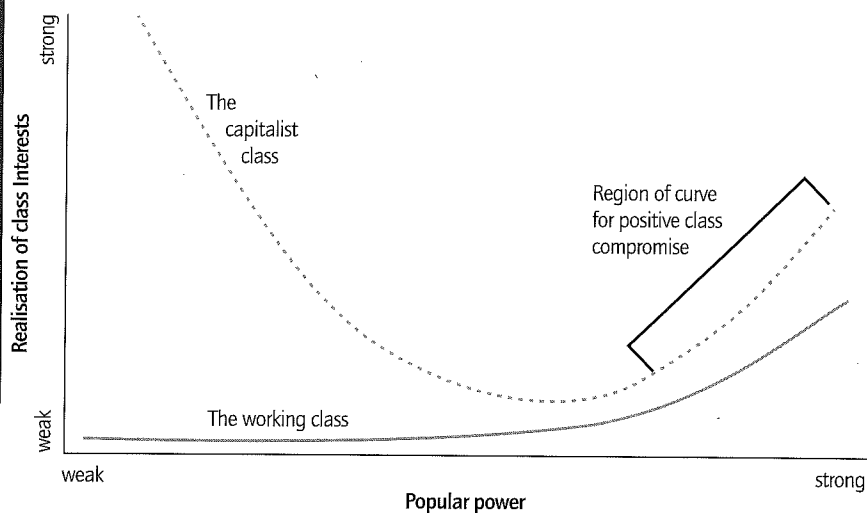 strong
The
capitalist
class
Region of curve
for positive class
compromise
Realisation of class Interests
The working class
weak
weak
strong
Popular power